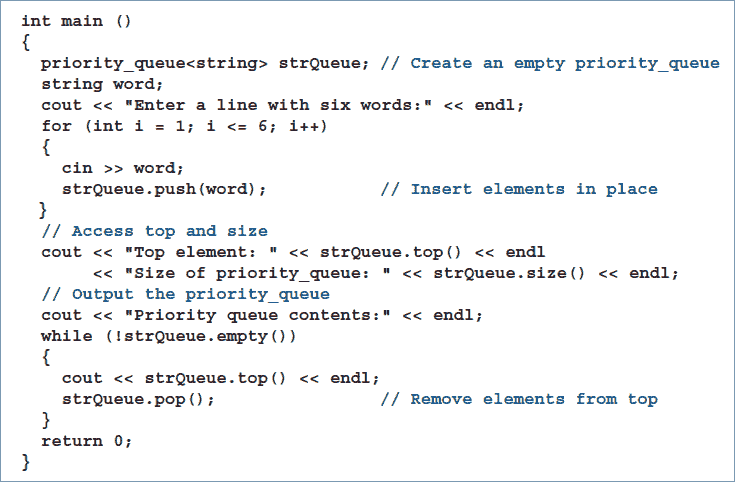 int main ()
{
  priority_queue<string> strQueue; // Create an empty priority_queue
  string word;
  cout << "Enter a line with six words:" << endl;
  for (int i = 1; i <= 6; i++)
  {
    cin >> word;
    strQueue.push(word);           // Insert elements in place
  }
  // Access top and size
  cout << "Top element: " << strQueue.top() << endl
       << "Size of priority_queue: " << strQueue.size() << endl;
  // Output the priority_queue
  cout << "Priority queue contents:" << endl;
  while (!strQueue.empty())
  {
    cout << strQueue.top() << endl;
    strQueue.pop();                // Remove elements from top
  }
  return 0;
}